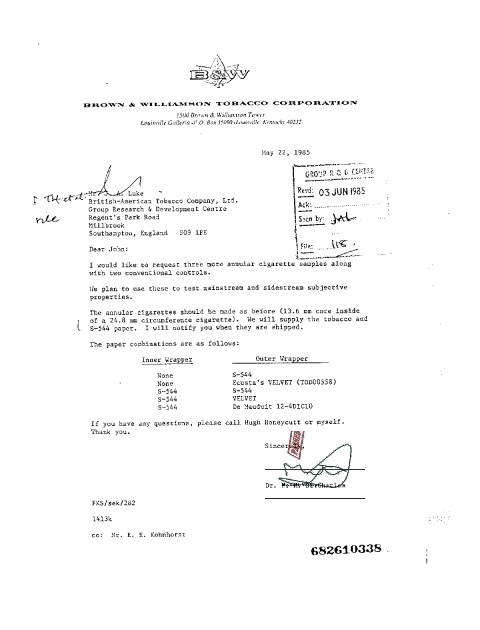 B&W
BROWN & WILLIAMSON TOBACCO CORPORATION
1500 Brown & Williamson Tower
Louisville Galleria • P.O. Box 35090 • Louisville, Kentucky 40232
May 22, 1985
GROUP R & D CENTRE
Recd: 03 JUN 1985
Ack:
Seen by: JAL
File: 118.
Mr. J. A. Luke
British-American Tobacco Company, Ltd.
Group Research & Development Centre
Regent's Park Road
Millbrook
Southampton, England SO9 1PE
Dear John:
I would like to request three more annular cigarette samples along
with two conventional controls.
We plan to use these to test mainstream and sidestream subjective
properties.
The annular cigarettes should be made as before (13.6 mm core inside
of a 24.8 mm circumference cigarette). We will supply the tobacco and
S-544 paper. I will notify you when they are shipped.
The paper combinations are as follows:
Inner Wrapper Outer Wrapper
None S-544
None Ecusta's VELVET (TOD00558)
S-544 S-544
S-544 VELVET
S-544 De Mauduit 12-4DIC10
If you have any questions, please call Hugh Honeycutt or myself.
Thank you.
Sincerely,
Dr.
FKS/sek/282
1413k
cc: Mr. E. E. Kohnhorst
682610338